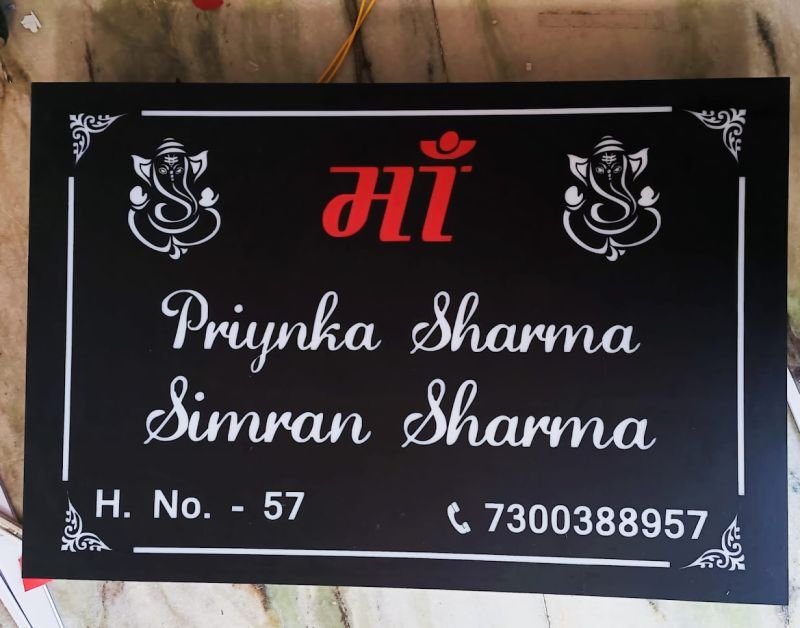 माँ
Priynka Sharma
Simran Sharma
H. No. - 57
7300388957